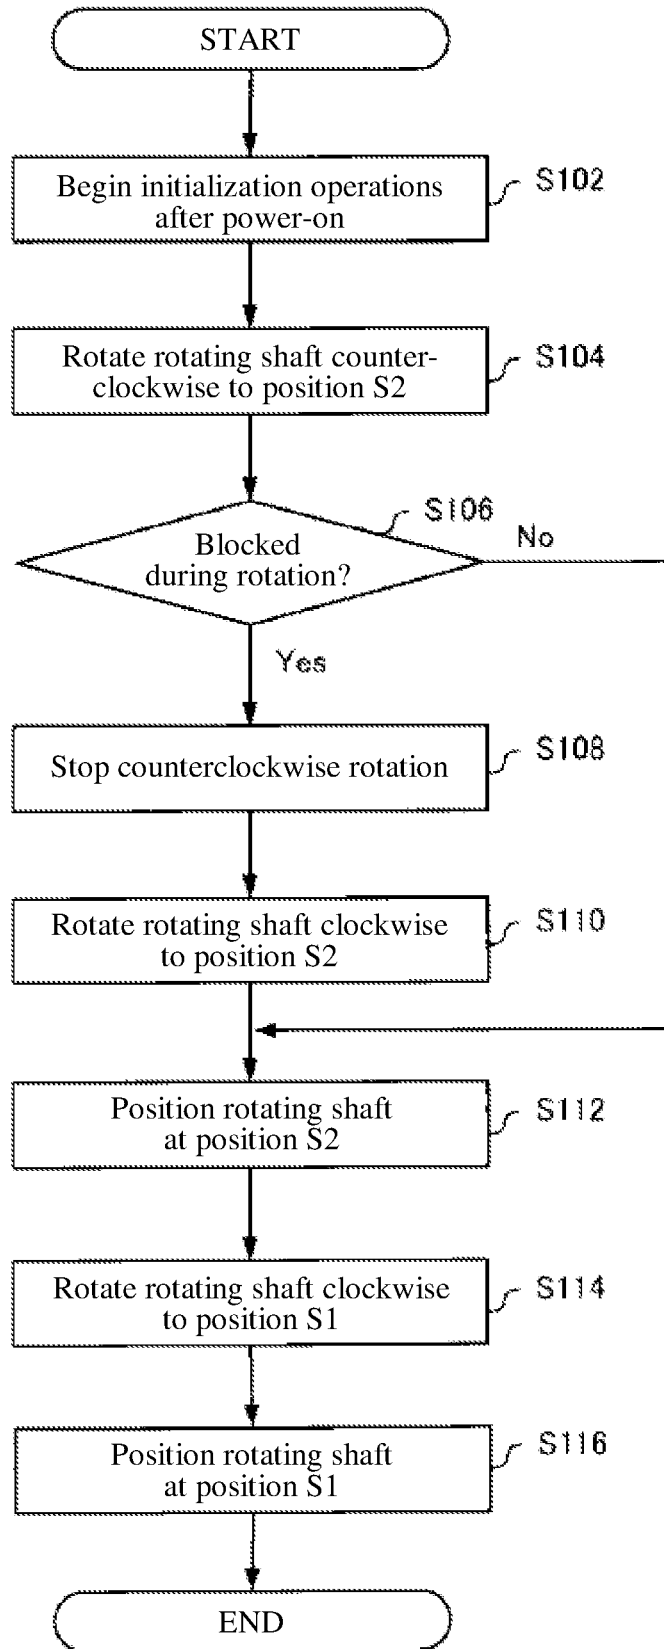 START
Begin initialization operations
after power-on
S102
Rotate rotating shaft counter-
clockwise to position S2
S104
Blocked
during rotation?
S106
No
Yes
Stop counterclockwise rotation
S108
Rotate rotating shaft clockwise
to position S2
S110
Position rotating shaft
at position S2
S112
Rotate rotating shaft clockwise
to position S1
S114
Position rotating shaft
at position S1
S116
END